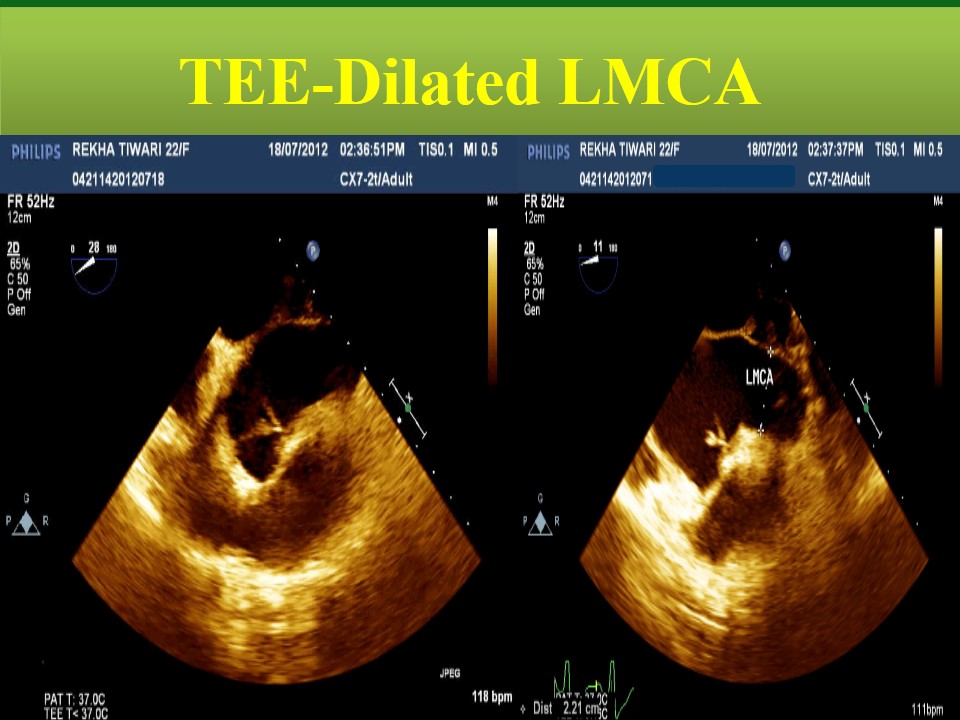 TEE-Dilated LMCA
PHILIPS REKHA TIWARI 22/F 18/07/2012 02:36:51PM TIS0.1 MI 0.5
04211420120718 CX7-2t/Adult
FR 52Hz
12cm
M4
2D
65%
C 50
P Off
Gen
0 28 180
P
G
P R
JPEG
PAT T: 37.0C
TEE T< 37.0C
118 bpm
PHILIPS REKHA TIWARI 22/F 18/07/2012 02:37:37PM TIS0.1 MI 0.5
0421142012071 CX7-2t/Adult
FR 52Hz
12cm
M4
2D
65%
C 50
P Off
Gen
0 11 180
P
LMCA
G
P R
Dist 2.21 cm
111bpm